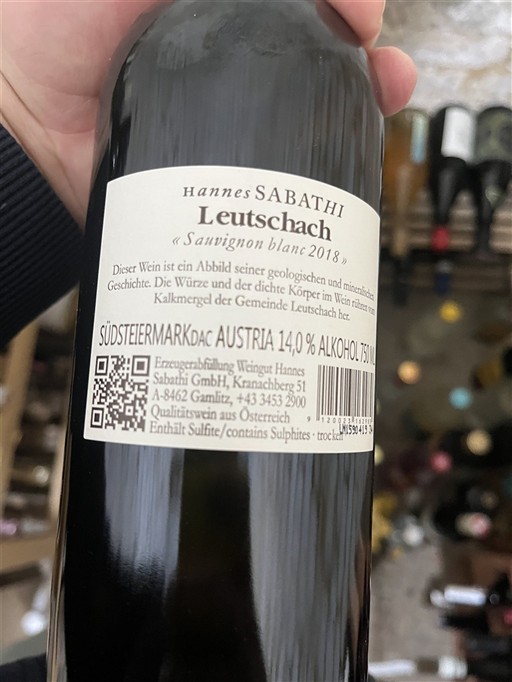 Hannes SABATHI
Leutschach
« Sauvignon blanc 2018 »
Dieser Wein ist ein Abbild seiner geologischen und mineralischen
Geschichte. Die Würze und der dichte Körper im Wein rühren vom
Kalkmergel der Gemeinde Leutschach her.
SÜDSTEIERMARKDAC AUSTRIA 14,0 % ALKOHOL 750 ML
Erzeugerabfüllung Weingut Hannes
Sabathi GmbH, Kranachberg 51
A-8462 Gamlitz, +43 3453 2900
Qualitätswein aus Österreich
Enthält Sulfite/contains Sulphites · trocken